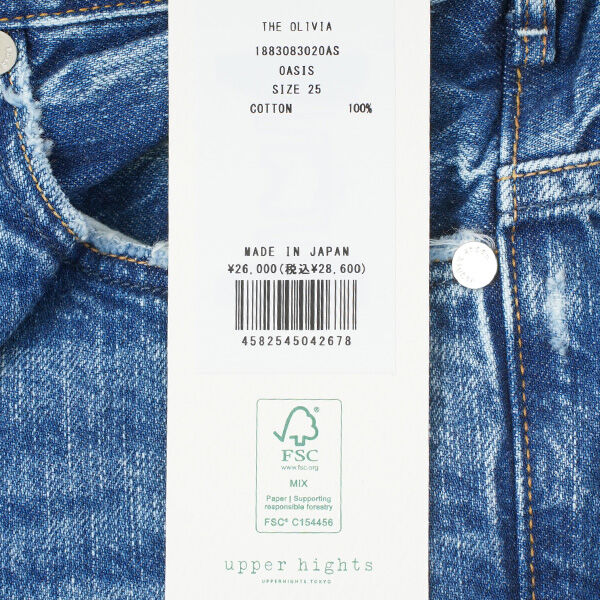 THE OLIVIA
1883083020AS
OASIS
SIZE 25
COTTON 100%
MADE IN JAPAN
¥26,000(税込¥28,600)
4582545042678
FSC
www.fsc.org
MIX
Paper | Supporting
responsible forestry
FSC® C154456
upper hights
UPPERHIGHTS.TOKYO